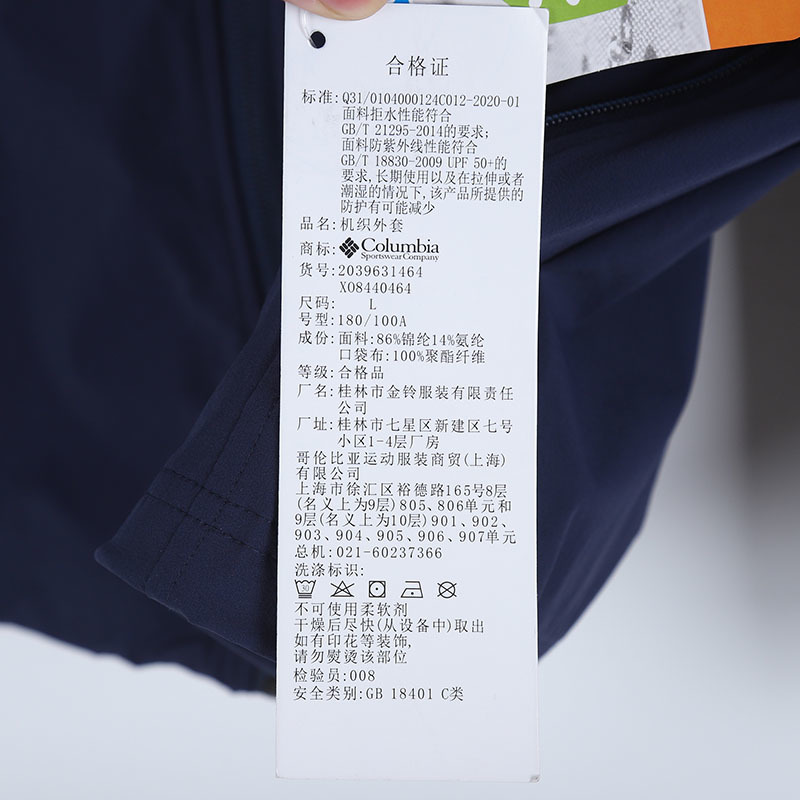 合格证
标准:Q31/0104000124C012-2020-01
面料拒水性能符合
GB/T 21295-2014的要求;
面料防紫外线性能符合
GB/T 18830-2009 UPF 50+的
要求,长期使用以及在拉伸或者
潮湿的情况下,该产品所提供的
防护有可能减少
品名:机织外套
商标:Columbia
Sportswear Company
货号:2039631464
XO8440464
尺码: L
号型:180/100A
成份:面料:86%锦纶14%氨纶
口袋布:100%聚酯纤维
等级:合格品
厂名:桂林市金铃服装有限责任
公司
厂址:桂林市七星区新建区七号
小区1-4层厂房
哥伦比亚运动服装商贸(上海)
有限公司
上海市徐汇区裕德路165号8层
(名义上为9层)805、806单元和
9层(名义上为10层)901、902、
903、904、905、906、907单元
总机:021-60237366
洗涤标识:
30
不可使用柔软剂
干燥后尽快(从设备中)取出
如有印花等装饰,
请勿熨烫该部位
检验员:008
安全类别:GB 18401 C类